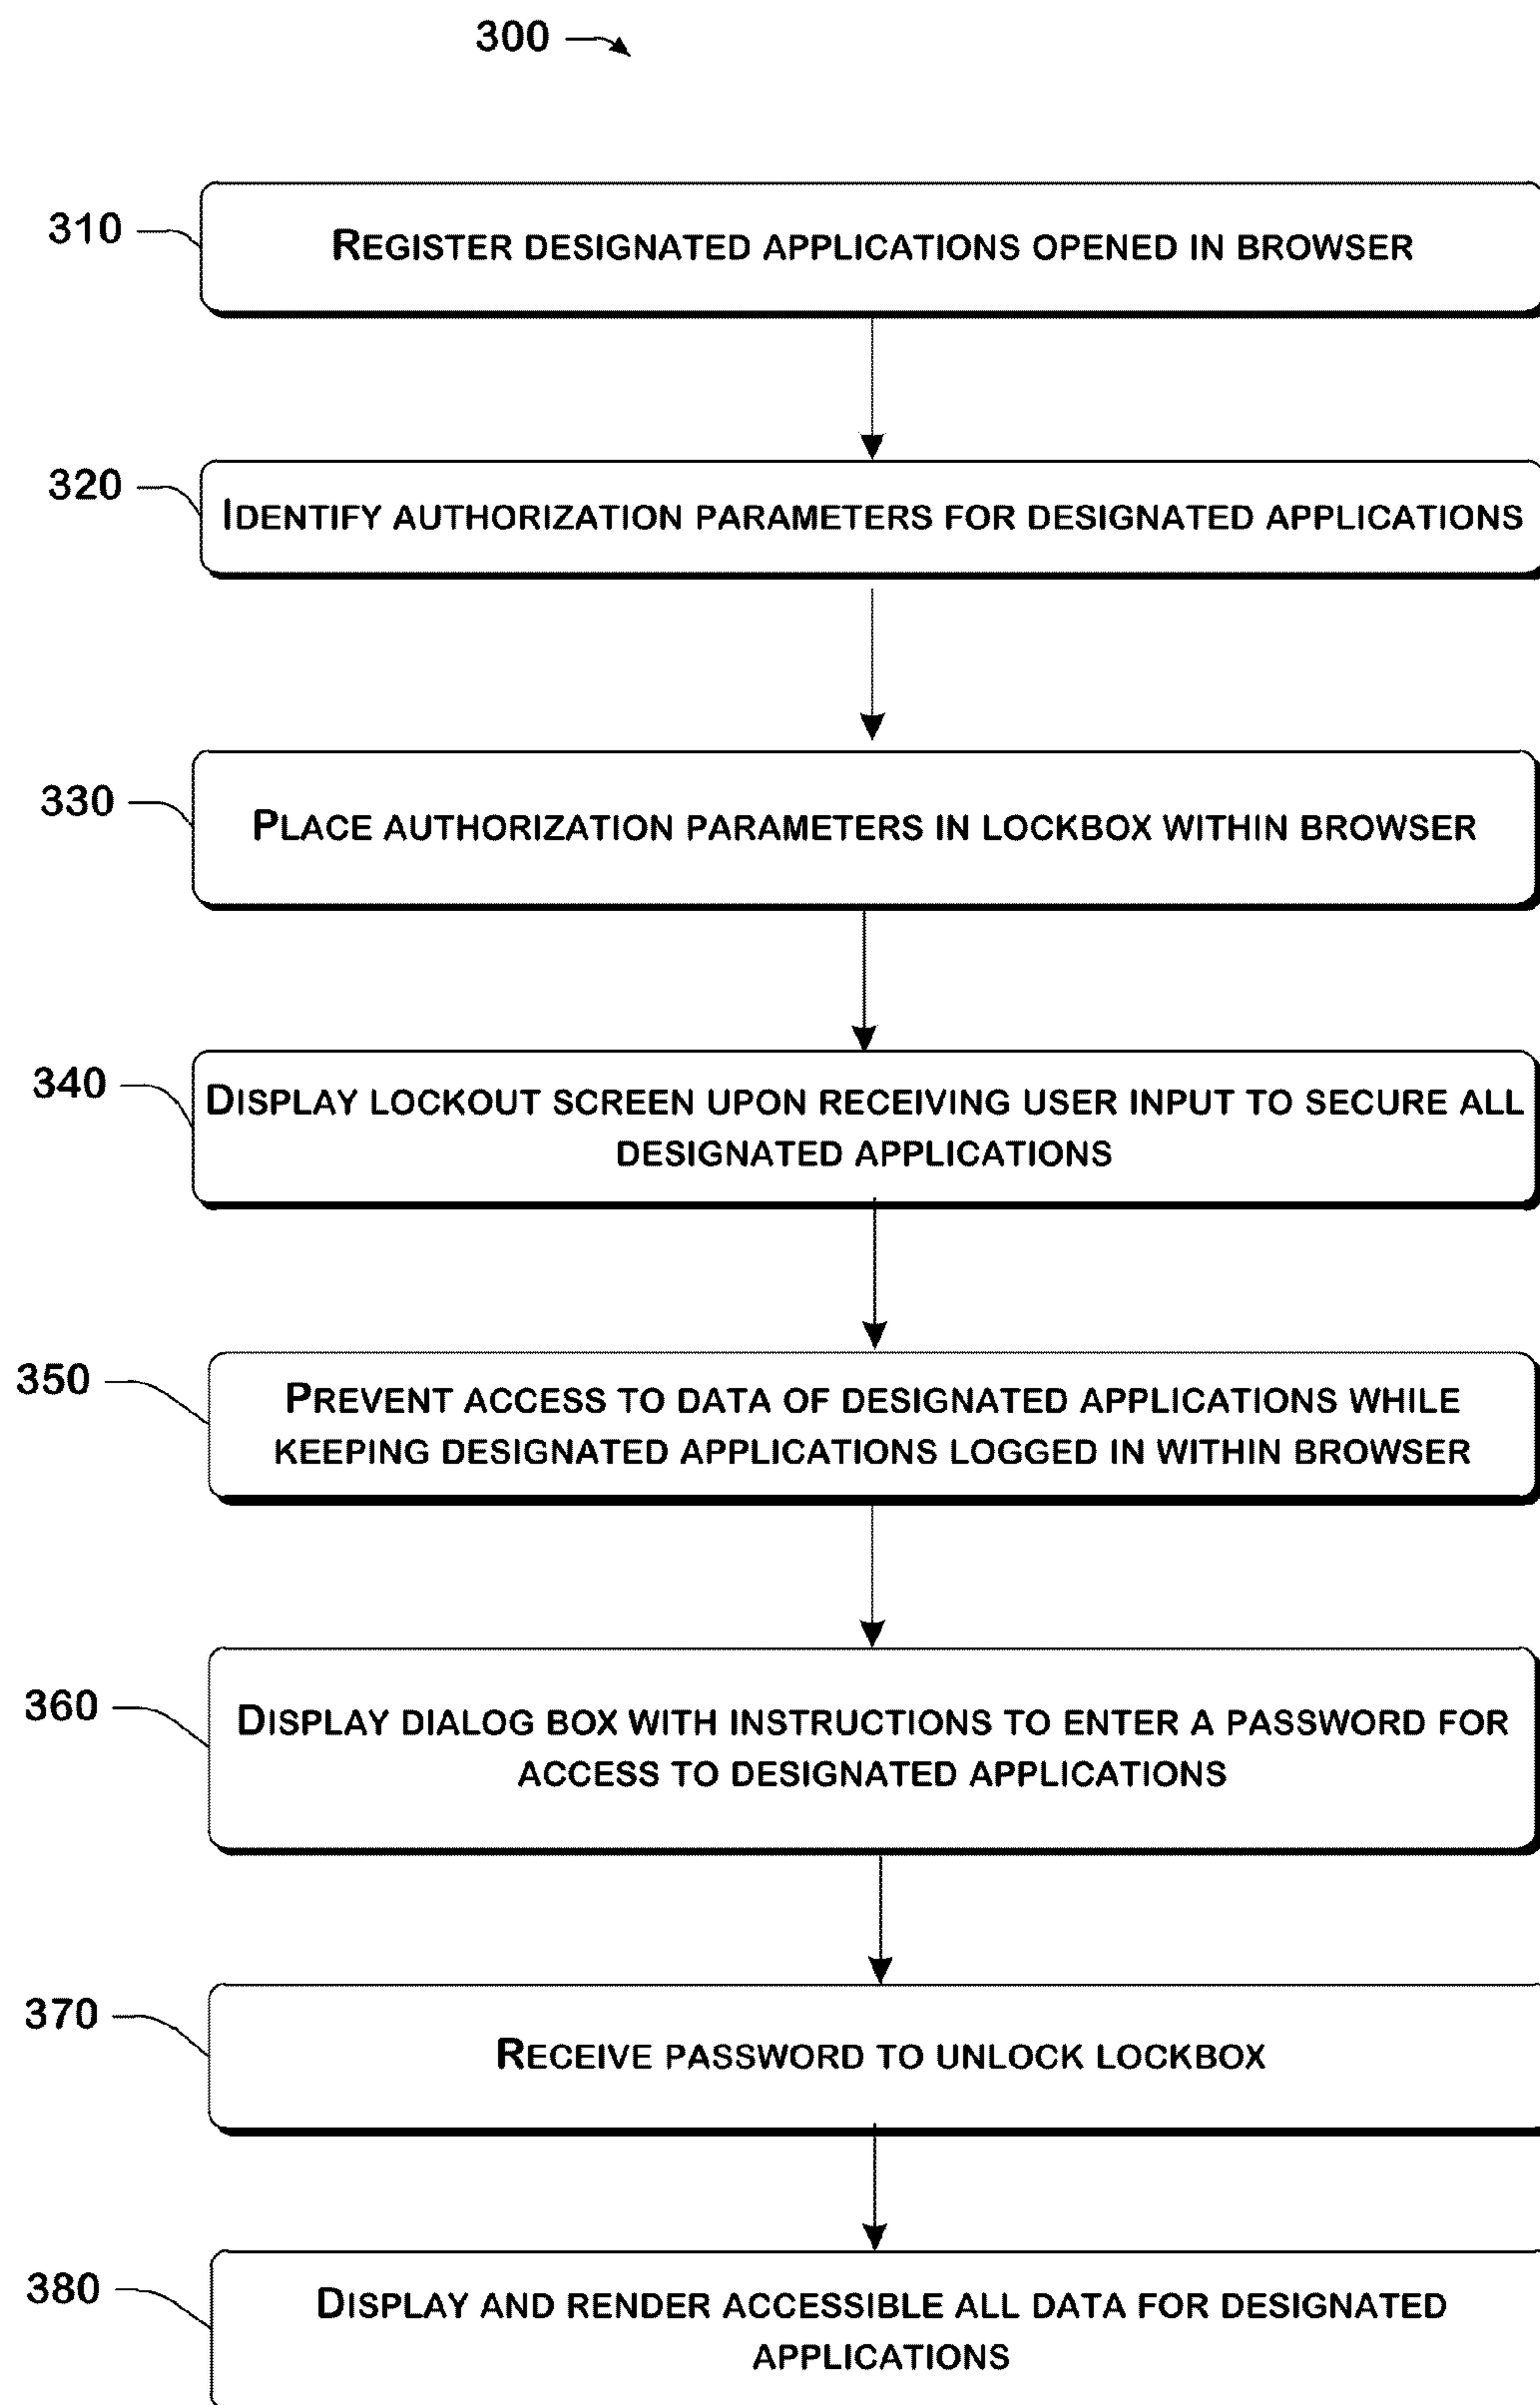 300
310
REGISTER DESIGNATED APPLICATIONS OPENED IN BROWSER
320
IDENTIFY AUTHORIZATION PARAMETERS FOR DESIGNATED APPLICATIONS
330
PLACE AUTHORIZATION PARAMETERS IN LOCKBOX WITHIN BROWSER
340
DISPLAY LOCKOUT SCREEN UPON RECEIVING USER INPUT TO SECURE ALL
DESIGNATED APPLICATIONS
350
PREVENT ACCESS TO DATA OF DESIGNATED APPLICATIONS WHILE
KEEPING DESIGNATED APPLICATIONS LOGGED IN WITHIN BROWSER
360
DISPLAY DIALOG BOX WITH INSTRUCTIONS TO ENTER A PASSWORD FOR
ACCESS TO DESIGNATED APPLICATIONS
370
RECEIVE PASSWORD TO UNLOCK LOCKBOX
380
DISPLAY AND RENDER ACCESSIBLE ALL DATA FOR DESIGNATED
APPLICATIONS